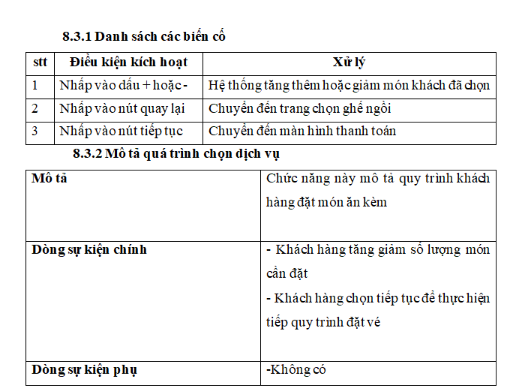 8.3.1 Danh sách các biến cố
stt Điều kiện kích hoạt Xử lý
1 Nhấp vào dấu + hoặc - Hệ thống tăng thêm hoặc giảm món khách đã chọn
2 Nhấp vào nút quay lại Chuyển đến trang chọn ghế ngồi
3 Nhấp vào nút tiếp tục Chuyển đến màn hình thanh toán
8.3.2 Mô tả quá trình chọn dịch vụ
Mô tả Chức năng này mô tả quy trình khách
hàng đặt món ăn kèm
Dòng sự kiện chính - Khách hàng tăng giảm số lượng món
cần đặt
- Khách hàng chọn tiếp tục để thực hiện
tiếp quy trình đặt vé
Dòng sự kiện phụ -Không có